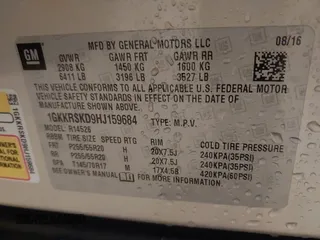 GM
MFD BY GENERAL MOTORS LLC 08/16
GVWR GAWR FRT GAWR RR
2908 KG 1450 KG 1600 KG
6411 LB 3196 LB 3527 LB
THIS VEHICLE CONFORMS TO ALL APPLICABLE U.S. FEDERAL MOTOR
VEHICLE SAFETY STANDARDS IN EFFECT ON THE DATE OF
MANUFACTURE SHOWN ABOVE.
1GKKRSKD9HJ159684 TYPE: M.P.V.
MODEL: R14526
TIRE SIZE SPEED RTG RIM COLD TIRE PRESSURE
FRT P255/55R20 H 20X7.5J 240KPA(35PSI)
RR P255/55R20 H 20X7.5J 240KPA(35PSI)
SPA T145/70R17 M 17X4.5B 420KPA(60PSI)
SEE OWNER'S MANUAL